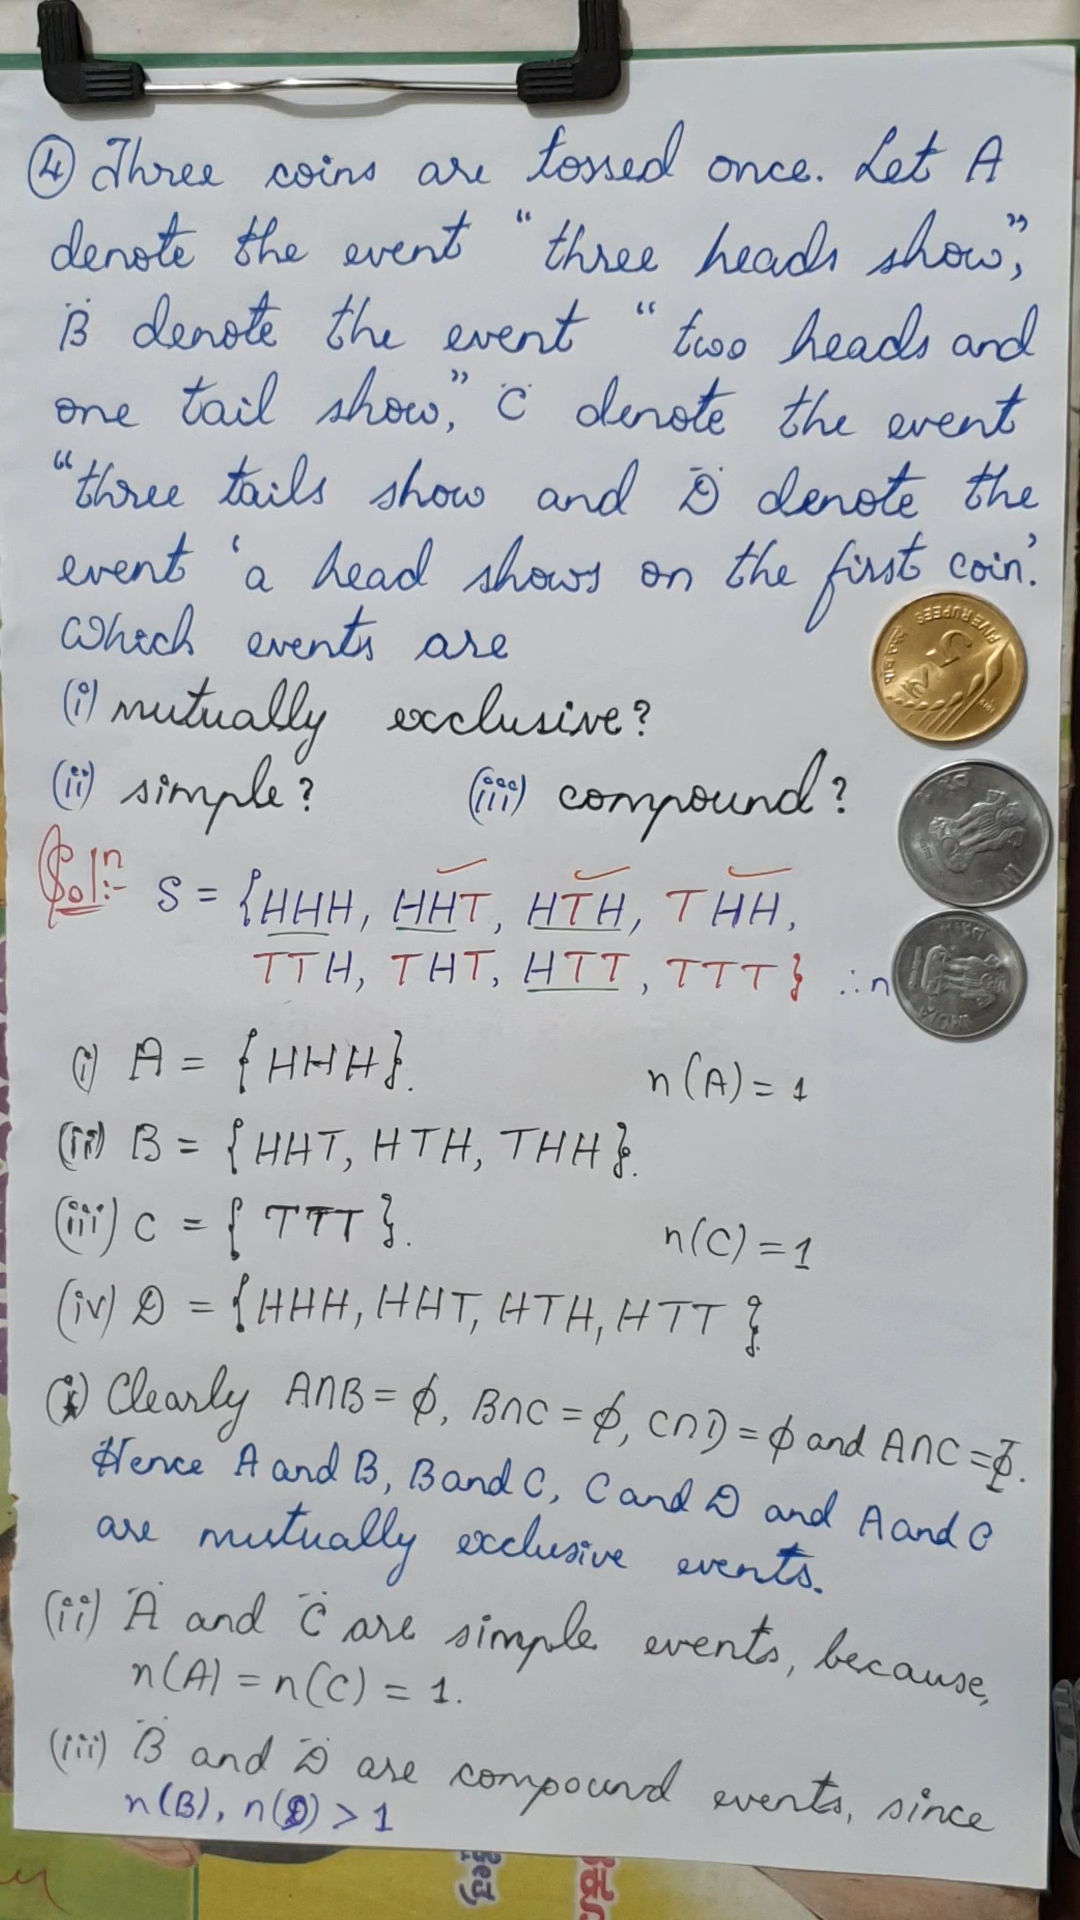 ④ Three coins are tossed once. Let A
denote the event "three heads show",
B denote the event "two heads and
one tail show", C denote the event
"three tails show and D denote the
event 'a head shows on the first coin'.
Which events are
(i) mutually exclusive?
(ii) simple? (iii) compound?
Solⁿ:- S = {HHH, HHT, HTH, THH,
TTH, THT, HTT, TTT} ∴ n
(i) A = {HHH}. n(A) = 1
(ii) B = {HHT, HTH, THH}.
(iii) C = {TTT}. n(C) = 1
(iv) D = {HHH, HHT, HTH, HTT}.
(i) Clearly A∩B = ϕ, B∩C = ϕ, C∩D = ϕ and A∩C = ϕ.
Hence A and B, B and C, C and D and A and C
are mutually exclusive events.
(ii) A and C are simple events, because,
n(A) = n(C) = 1.
(iii) B and D are compound events, since
n(B), n(D) > 1
FIVE RUPEES
5